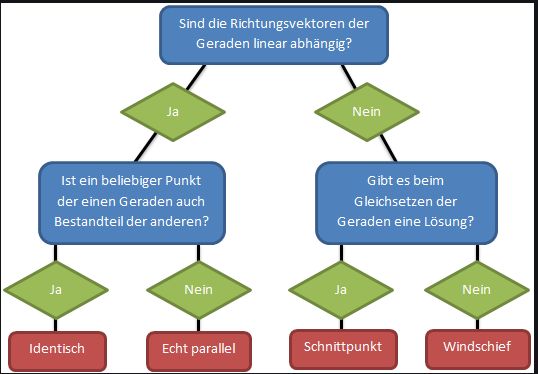 Sind die Richtungsvektoren der
Geraden linear abhängig?
Ja
Nein
Ist ein beliebiger Punkt
der einen Geraden auch
Bestandteil der anderen?
Gibt es beim
Gleichsetzen der
Geraden eine Lösung?
Ja
Nein
Ja
Nein
Identisch
Echt parallel
Schnittpunkt
Windschief